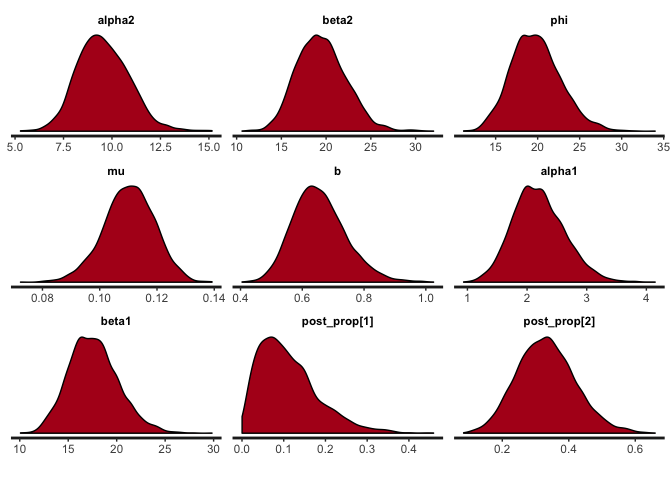 alpha2 beta2 phi
5.0 7.5 10.0 12.5 15.0 10 15 20 25 30 15 20 25 30 35
mu b alpha1
0.08 0.10 0.12 0.14 0.4 0.6 0.8 1.0 1 2 3 4
beta1 post_prop[1] post_prop[2]
10 15 20 25 30 0.0 0.1 0.2 0.3 0.4 0.2 0.4 0.6